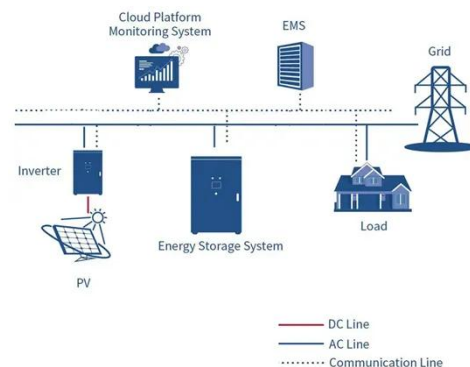 Cloud Platform
Monitoring System
EMS
Grid
Inverter
Energy Storage System
Load
PV
DC Line
AC Line
Communication Line